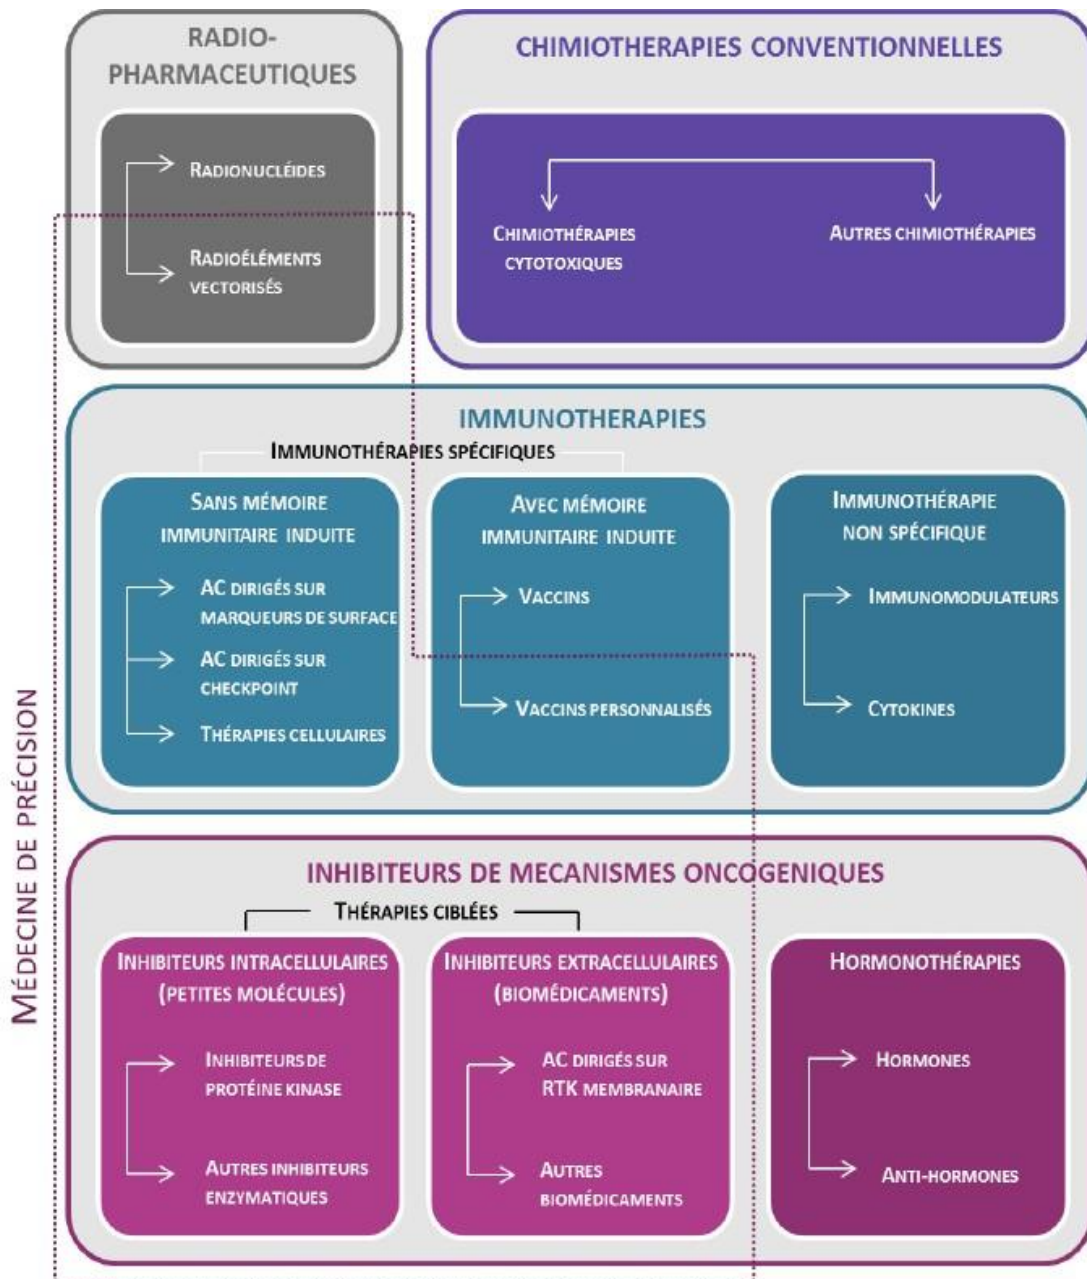 RADIO-
PHARMACEUTIQUES
RADIONUCLÉIDES
RADIOÉLÉMENTS
VECTORISÉS
CHIMIOTHERAPIES CONVENTIONNELLES
CHIMIOTHÉRAPIES
CYTOTOXIQUES
AUTRES CHIMIOTHÉRAPIES
IMMUNOTHERAPIES
IMMUNOTHÉRAPIES SPÉCIFIQUES
SANS MÉMOIRE
IMMUNITAIRE INDUITE
AC DIRIGÉS SUR
MARQUEURS DE SURFACE
AC DIRIGÉS SUR
CHECKPOINT
THÉRAPIES CELLULAIRES
AVEC MÉMOIRE
IMMUNITAIRE INDUITE
VACCINS
VACCINS PERSONNALISÉS
IMMUNOTHÉRAPIE
NON SPÉCIFIQUE
IMMUNOMODULATEURS
CYTOKINES
MÉDECINE DE PRÉCISION
INHIBITEURS DE MECANISMES ONCOGENIQUES
THÉRAPIES CIBLÉES
INHIBITEURS INTRACELLULAIRES
(PETITES MOLÉCULES)
INHIBITEURS DE
PROTÉINE KINASE
AUTRES INHIBITEURS
ENZYMATIQUES
INHIBITEURS EXTRACELLULAIRES
(BIOMÉDICAMENTS)
AC DIRIGÉS SUR
RTK MEMBRANAIRE
AUTRES
BIOMÉDICAMENTS
HORMONOTHÉRAPIES
HORMONES
ANTI-HORMONES